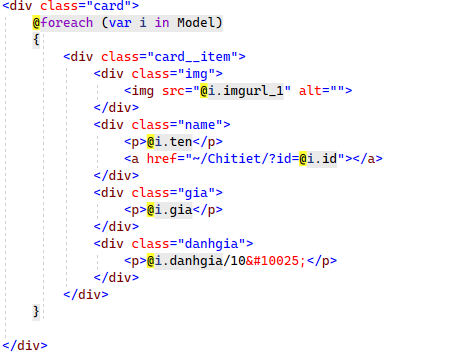 <div class="card">
@foreach (var i in Model)
{
<div class="card__item">
<div class="img">
<img src="@i.imgurl_1" alt="">
</div>
<div class="name">
<p>@i.ten</p>
<a href="~/Chitiet/?id=@i.id"></a>
</div>
<div class="gia">
<p>@i.gia</p>
</div>
<div class="danhgia">
<p>@i.danhgia/10&#10025;</p>
</div>
</div>
}
</div>